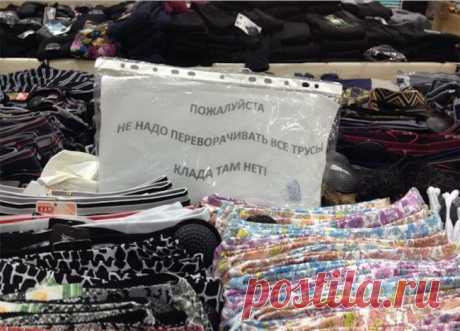 ПОЖАЛУЙСТА
НЕ НАДО ПЕРЕВОРАЧИВАТЬ ВСЕ ТРУСЫ
КЛАДА ТАМ НЕТ!
postila.ru